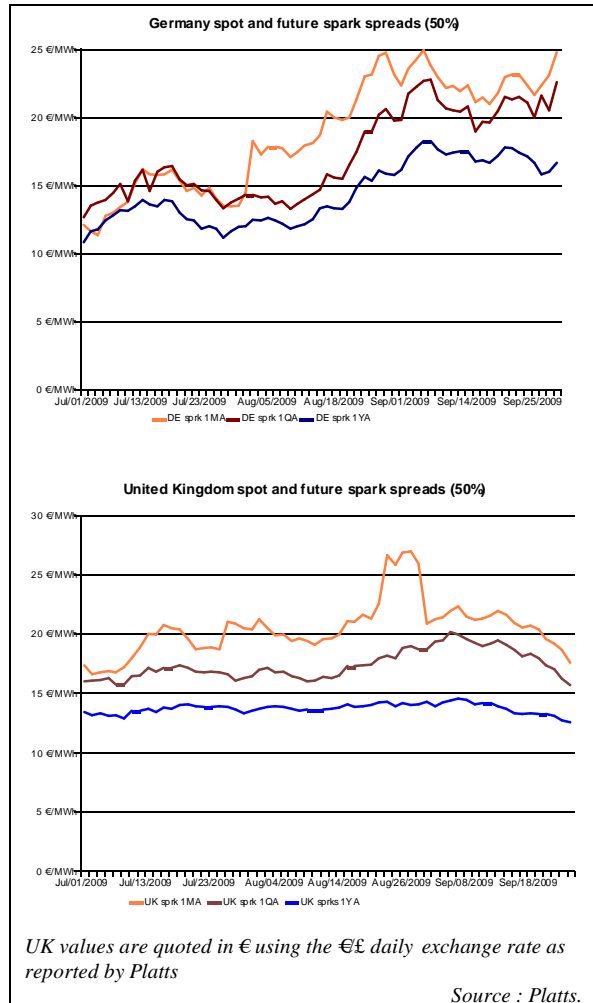 Germany spot and future spark spreads (50%)
25 €/MWh
20 €/MWh
15 €/MWh
10 €/MWh
5 €/MWh
0 €/MWh
Jul/01/2009 Jul/13/2009 Jul/23/2009 Aug/05/2009 Aug/18/2009 Sep/01/2009 Sep/14/2009 Sep/25/2009
DE sprk 1MA DE sprk 1QA DE sprk 1YA
United Kingdom spot and future spark spreads (50%)
30 €/MWh
25 €/MWh
20 €/MWh
15 €/MWh
10 €/MWh
5 €/MWh
0 €/MWh
Jul/01/2009 Jul/13/2009 Jul/23/2009 Aug/04/2009 Aug/14/2009 Aug/26/2009 Sep/08/2009 Sep/18/2009
UK sprk 1MA UK sprk 1QA UK sprks 1YA
UK values are quoted in € using the €/£ daily exchange rate as
reported by Platts
Source : Platts.